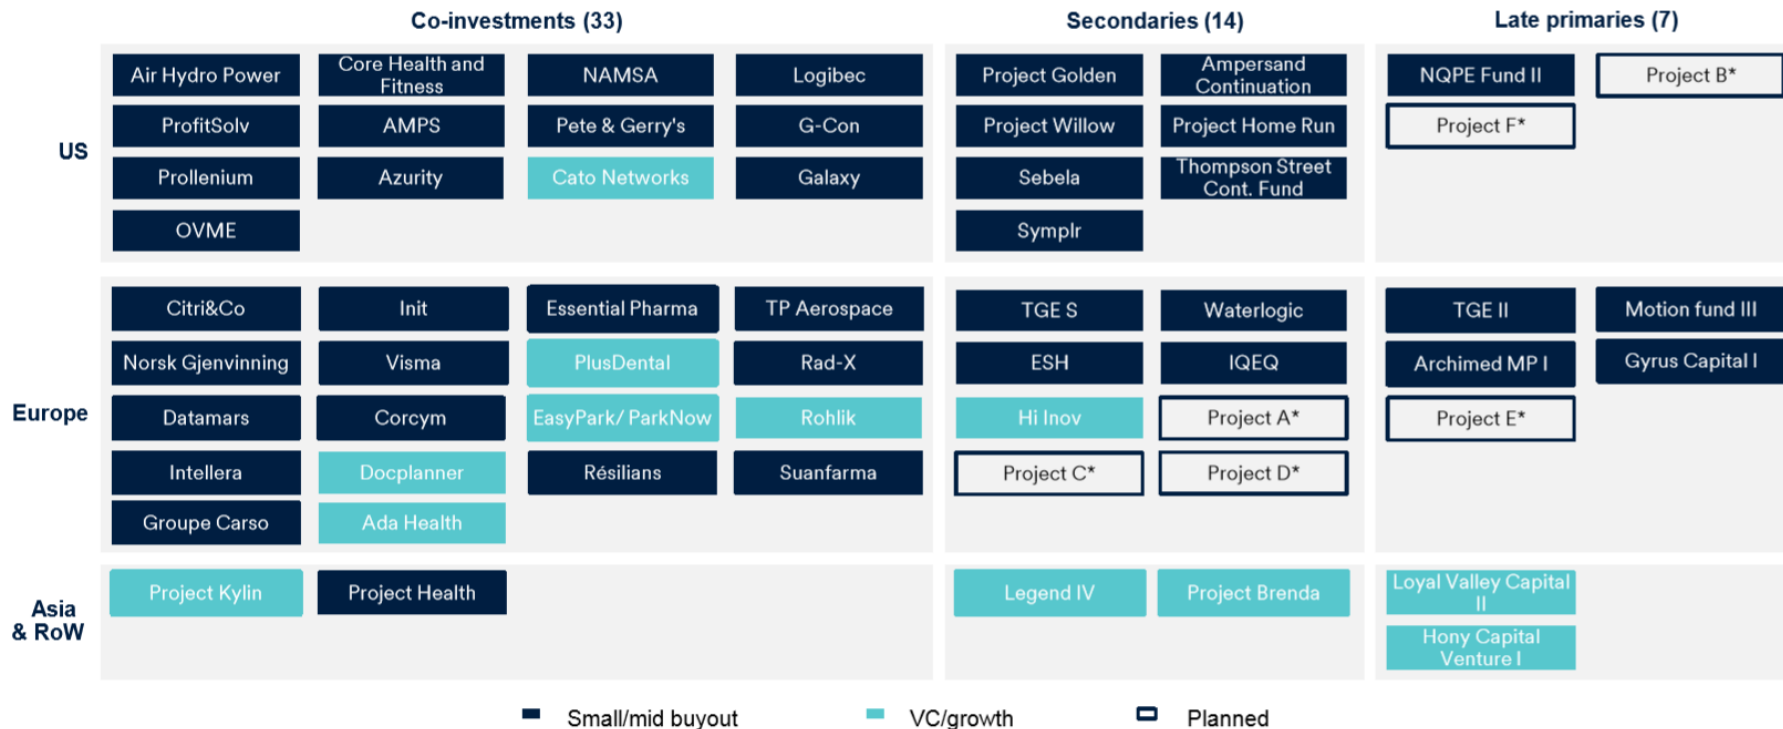 Co-investments (33)
Secondaries (14)
Late primaries (7)
US
Air Hydro Power
Core Health and
Fitness
NAMSA
Logibec
Project Golden
Ampersand
Continuation
NQPE Fund II
Project B*
ProfitSolv
AMPS
Pete & Gerry's
G-Con
Project Willow
Project Home Run
Project F*
Prollenium
Azurity
Cato Networks
Galaxy
Sebela
Thompson Street
Cont. Fund
OVME
Symplr
Europe
Citri&Co
Init
Essential Pharma
TP Aerospace
TGE S
Waterlogic
TGE II
Motion fund III
Norsk Gjenvinning
Visma
PlusDental
Rad-X
ESH
IQEQ
Archimed MP I
Gyrus Capital I
Datamars
Corcym
EasyPark/ ParkNow
Rohlik
Hi Inov
Project A*
Project E*
Intellera
Docplanner
Résilians
Suanfarma
Project C*
Project D*
Groupe Carso
Ada Health
Asia
& RoW
Project Kylin
Project Health
Legend IV
Project Brenda
Loyal Valley Capital
II
Hony Capital
Venture I
Small/mid buyout
VC/growth
Planned